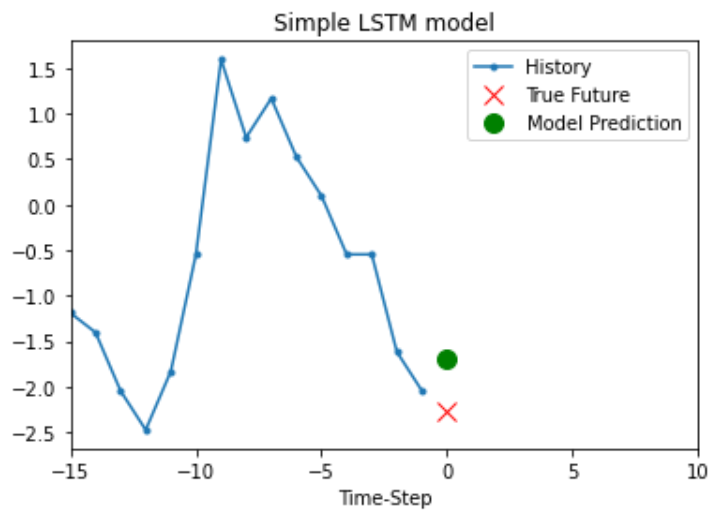 Simple LSTM model
History
True Future
Model Prediction
1.5
1.0
0.5
0.0
−0.5
−1.0
−1.5
−2.0
−2.5
−15 −10 −5 0 5 10
Time-Step